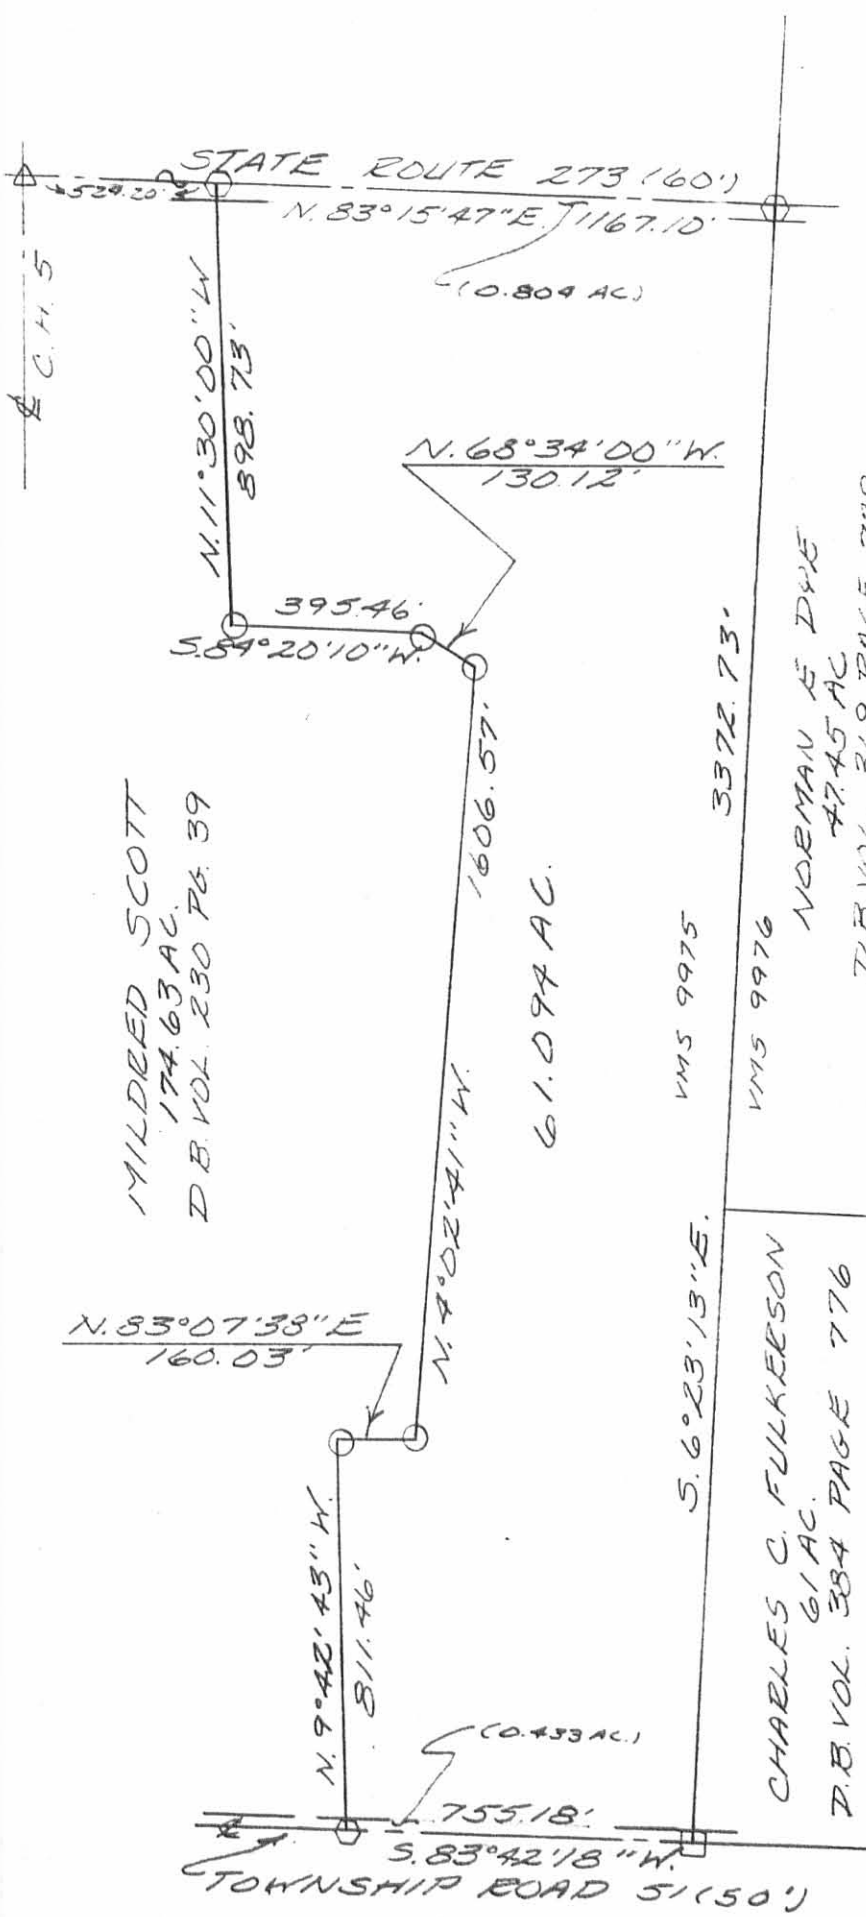 STATE ROUTE 273 (60')
529.20'
N. 83°15'47"E. 1167.10'
(0.804 AC.)
℄ C.H. 5
N. 11°30'00" W
898.73'
N. 68°34'00" W.
130.12'
395.46'
S. 84°20'10" W.
1606.57'
N. 4°02'41" W.
3372.73'
S. 6°23'13" E.
NORMAN E DYE
47.45 AC
MILDRED SCOTT
174.63 AC.
D.B. VOL. 230 PG. 39
61.094 AC.
VMS 9975
VMS 9976
N. 83°07'38" E
160.03'
N. 9°42'43" W.
811.46'
(0.433 AC.)
CHARLES C. FULKERSON
61 AC.
D.B. VOL. 384 PAGE 776
℄
755.18'
S. 83°42'18" W.
TOWNSHIP ROAD 51 (50')